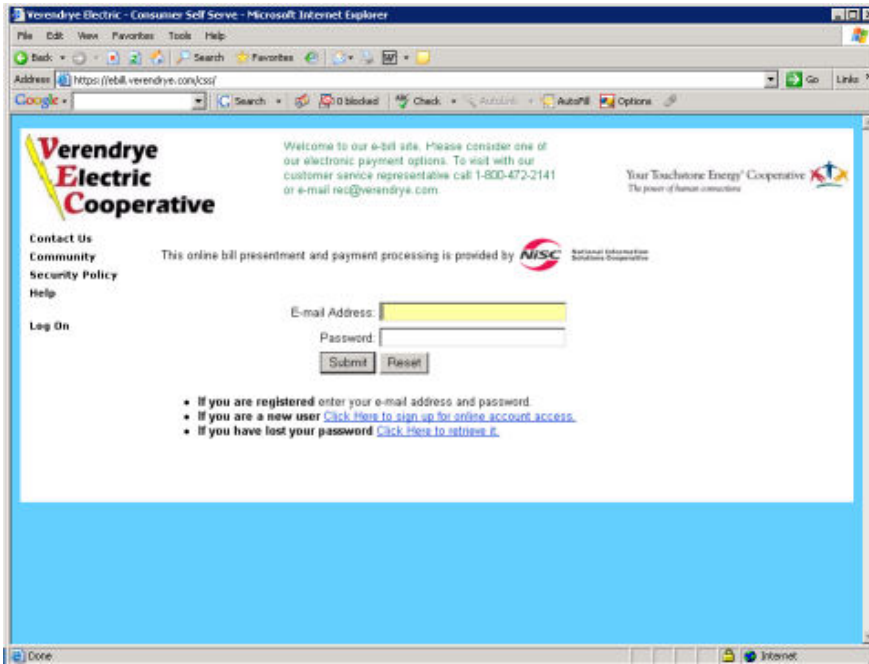 Verendrye Electric - Consumer Self Serve - Microsoft Internet Explorer
File Edit View Favorites Tools Help
Back Search Favorites
Address https://ebill.verendrye.com/css/ Go Links
Google Search 0 blocked Check AutoLink AutoFill Options
Verendrye
Electric
Cooperative
Welcome to our e-bill site. Please consider one of
our electronic payment options. To visit with our
customer service representative call 1-800-472-2141
or e-mail rec@verendrye.com
Your Touchstone Energy® Cooperative
The power of human connections
Contact Us
Community
Security Policy
Help
Log On
This online bill presentment and payment processing is provided by NISC National Information
Solutions Cooperative
E-mail Address:
Password:
Submit Reset
• If you are registered enter your e-mail address and password.
• If you are a new user Click Here to sign up for online account access.
• If you have lost your password Click Here to retrieve it.
Done Internet